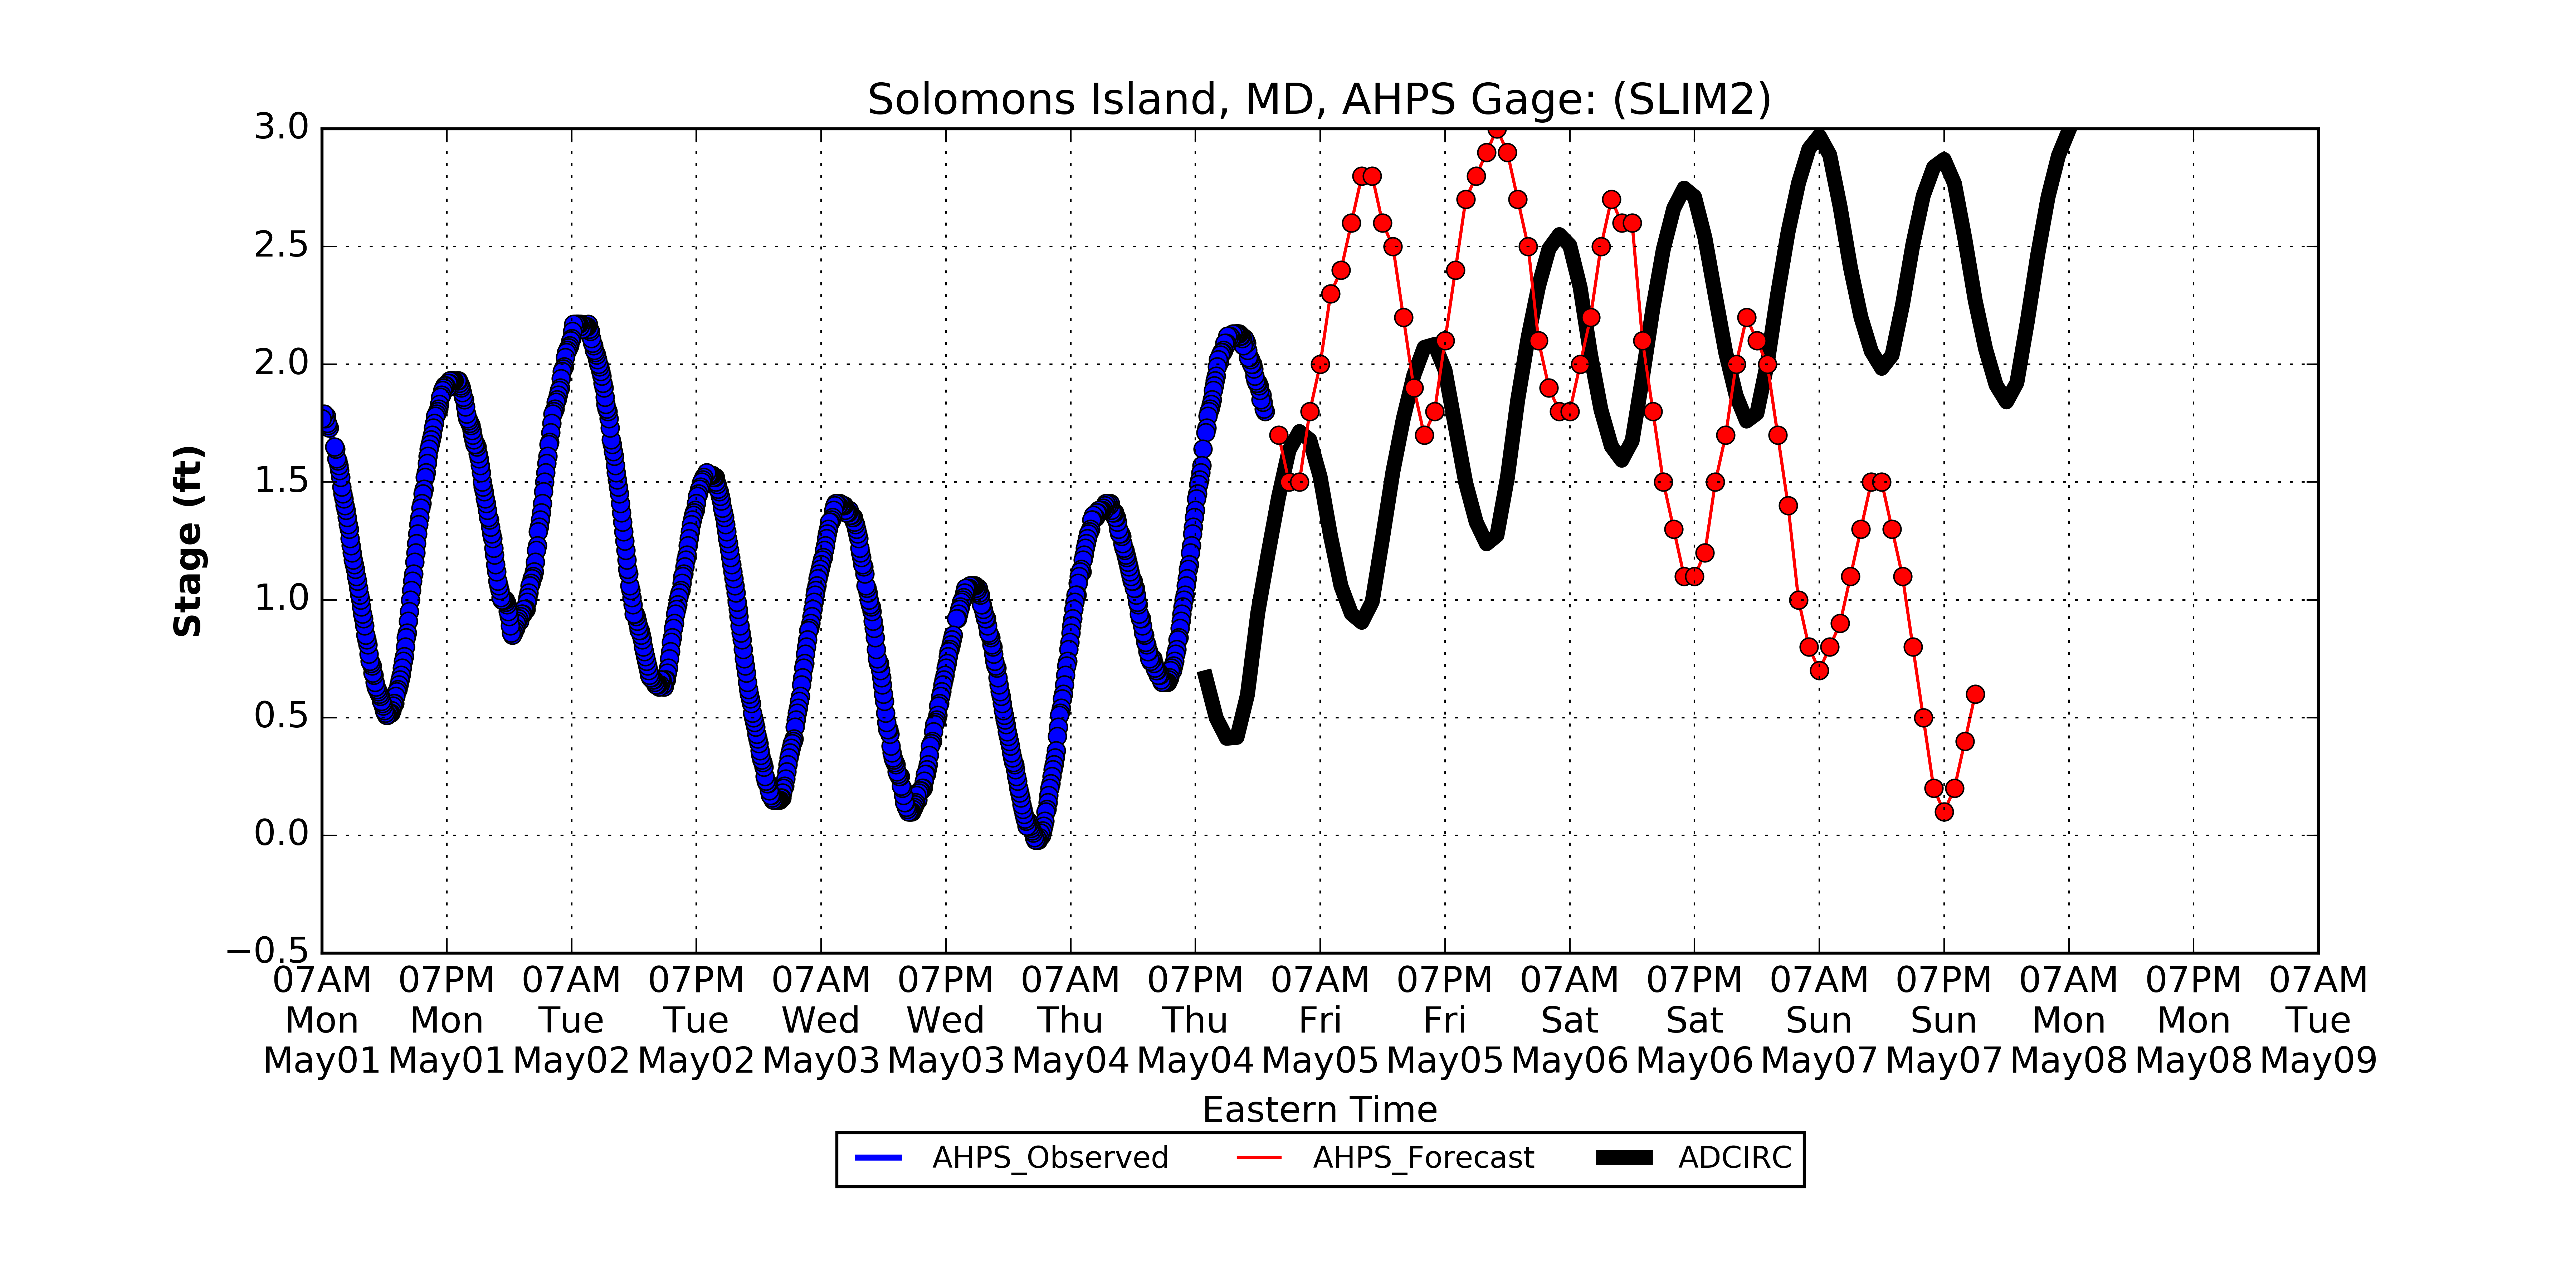 Solomons Island, MD, AHPS Gage: (SLIM2)
3.0
2.5
2.0
1.5
1.0
0.5
0.0
−0.5
Stage (ft)
07AM 07PM 07AM 07PM 07AM 07PM 07AM 07PM 07AM 07PM 07AM 07PM 07AM 07PM 07AM 07PM 07AM
Mon Mon Tue Tue Wed Wed Thu Thu Fri Fri Sat Sat Sun Sun Mon Mon Tue
May01 May01 May02 May02 May03 May03 May04 May04 May05 May05 May06 May06 May07 May07 May08 May08 May09
Eastern Time
AHPS_Observed AHPS_Forecast ADCIRC